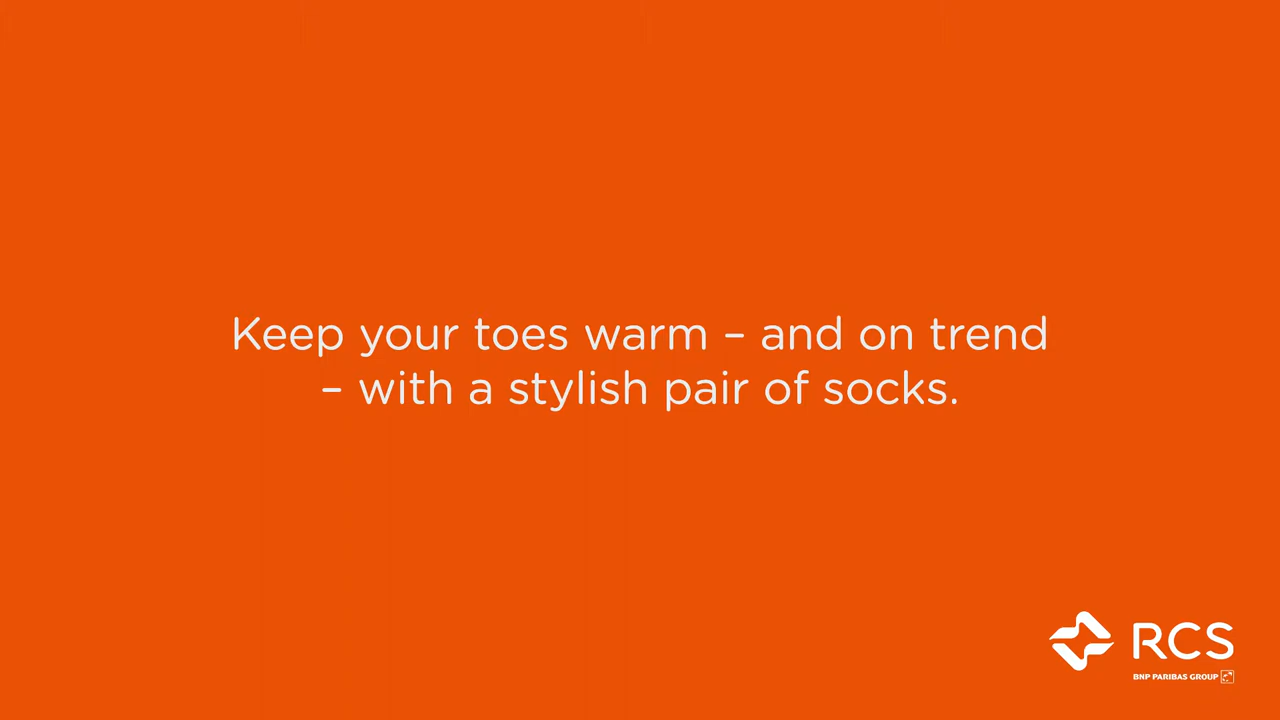 Keep your toes warm – and on trend
– with a stylish pair of socks.
RCS
BNP PARIBAS GROUP